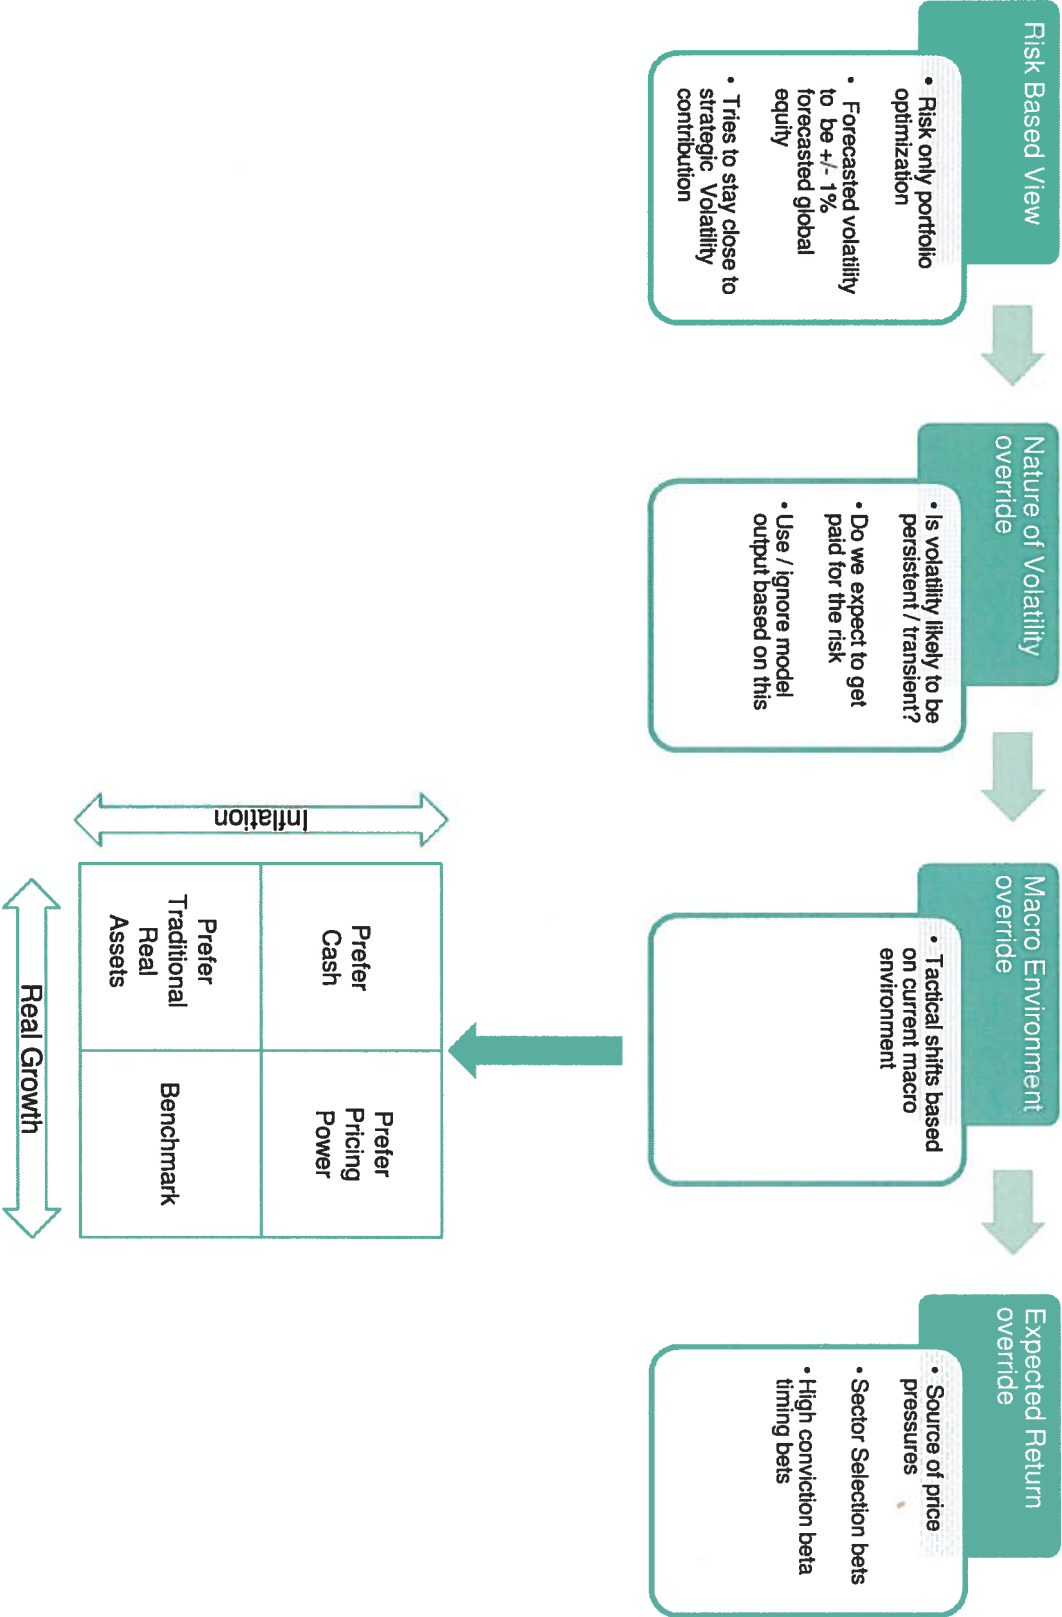 Risk Based View
• Risk only portfolio
optimization
• Forecasted volatility
to be +/- 1%
forecasted global
equity
• Tries to stay close to
strategic Volatility
contribution
Nature of Volatility
override
• Is volatility likely to be
persistent / transient?
• Do we expect to get
paid for the risk
• Use / ignore model
output based on this
Macro Environment
override
• Tactical shifts based
on current macro
environment
Expected Return
override
• Source of price
pressures
• Sector Selection bets
• High conviction beta
timing bets
Inflation
Prefer
Cash
Prefer
Pricing
Power
Prefer
Traditional
Real
Assets
Benchmark
Real Growth